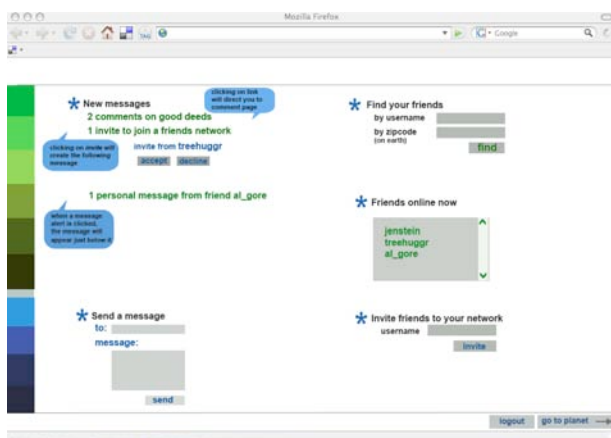 Mozilla Firefox
Google
New messages
clicking on link
will direct you to
comment page
2 comments on good deeds
1 invite to join a friends network
clicking on invite will
create the following
message
invite from treehuggr
accept
decline
1 personal message from friend al_gore
when a message
alert is clicked,
the message will
appear just below it
Send a message
to:
message:
send
Find your friends
by username
by zipcode
(on earth)
find
Friends online now
jenstein
treehuggr
al_gore
Invite friends to your network
username
invite
logout
go to planet